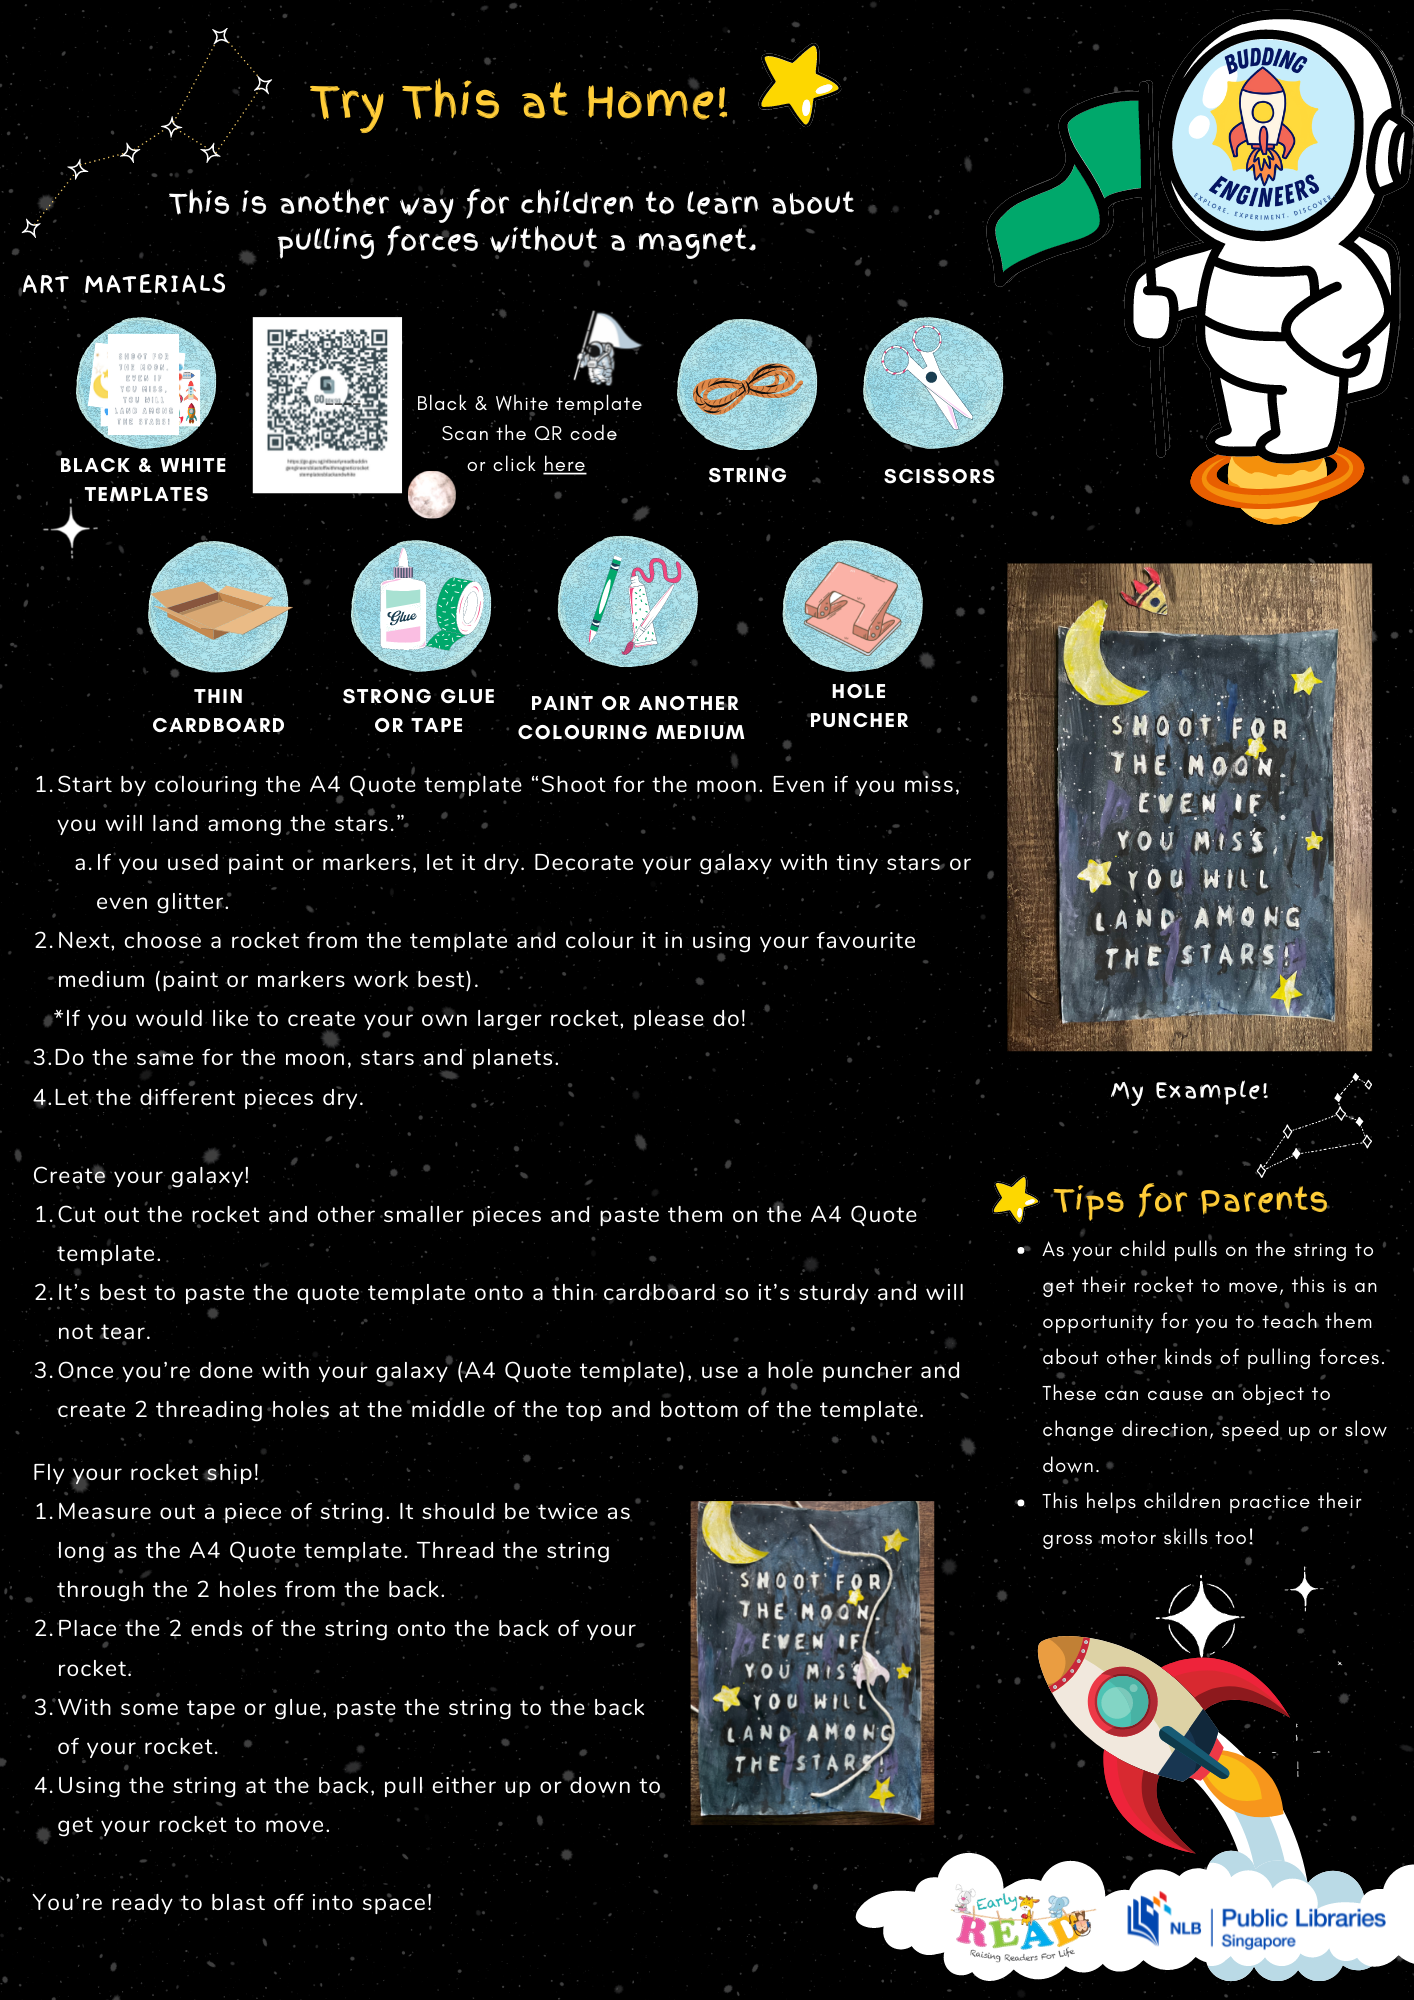 Try This at Home!
BUDDING
ENGINEERS
EXPLORE. EXPERIMENT. DISCOVER
This is another way for children to learn about
pulling forces without a magnet.
ART MATERIALS
SHOOT FOR
THE MOON.
EVEN IF
YOU MISS,
YOU WILL
LAND AMONG
THE STARS!
BLACK & WHITE
TEMPLATES
GO
Black & White template
Scan the QR code
or click here
STRING
SCISSORS
THIN
CARDBOARD
Glue
STRONG GLUE
OR TAPE
PAINT OR ANOTHER
COLOURING MEDIUM
HOLE
PUNCHER
1. Start by colouring the A4 Quote template “Shoot for the moon. Even if you miss,
you will land among the stars.”
a. If you used paint or markers, let it dry. Decorate your galaxy with tiny stars or
even glitter.
2. Next, choose a rocket from the template and colour it in using your favourite
medium (paint or markers work best).
*If you would like to create your own larger rocket, please do!
3.Do the same for the moon, stars and planets.
4.Let the different pieces dry.
SHOOT FOR
THE MOON.
EVEN IF
YOU MISS,
YOU WILL
LAND AMONG
THE STARS!
My Example!
Create your galaxy!
1. Cut out the rocket and other smaller pieces and paste them on the A4 Quote
template.
2. It’s best to paste the quote template onto a thin cardboard so it’s sturdy and will
not tear.
3. Once you’re done with your galaxy (A4 Quote template), use a hole puncher and
create 2 threading holes at the middle of the top and bottom of the template.
Tips for Parents
• As your child pulls on the string to
get their rocket to move, this is an
opportunity for you to teach them
about other kinds of pulling forces.
These can cause an object to
change direction, speed up or slow
down.
• This helps children practice their
gross motor skills too!
Fly your rocket ship!
1. Measure out a piece of string. It should be twice as
long as the A4 Quote template. Thread the string
through the 2 holes from the back.
2. Place the 2 ends of the string onto the back of your
rocket.
3. With some tape or glue, paste the string to the back
of your rocket.
4. Using the string at the back, pull either up or down to
get your rocket to move.
SHOOT FOR
THE MOON
EVEN IF
YOU MISS
YOU WILL
LAND AMONG
THE STARS!
You’re ready to blast off into space!
Early
READ
Raising Readers For Life
NLB
Public Libraries
Singapore